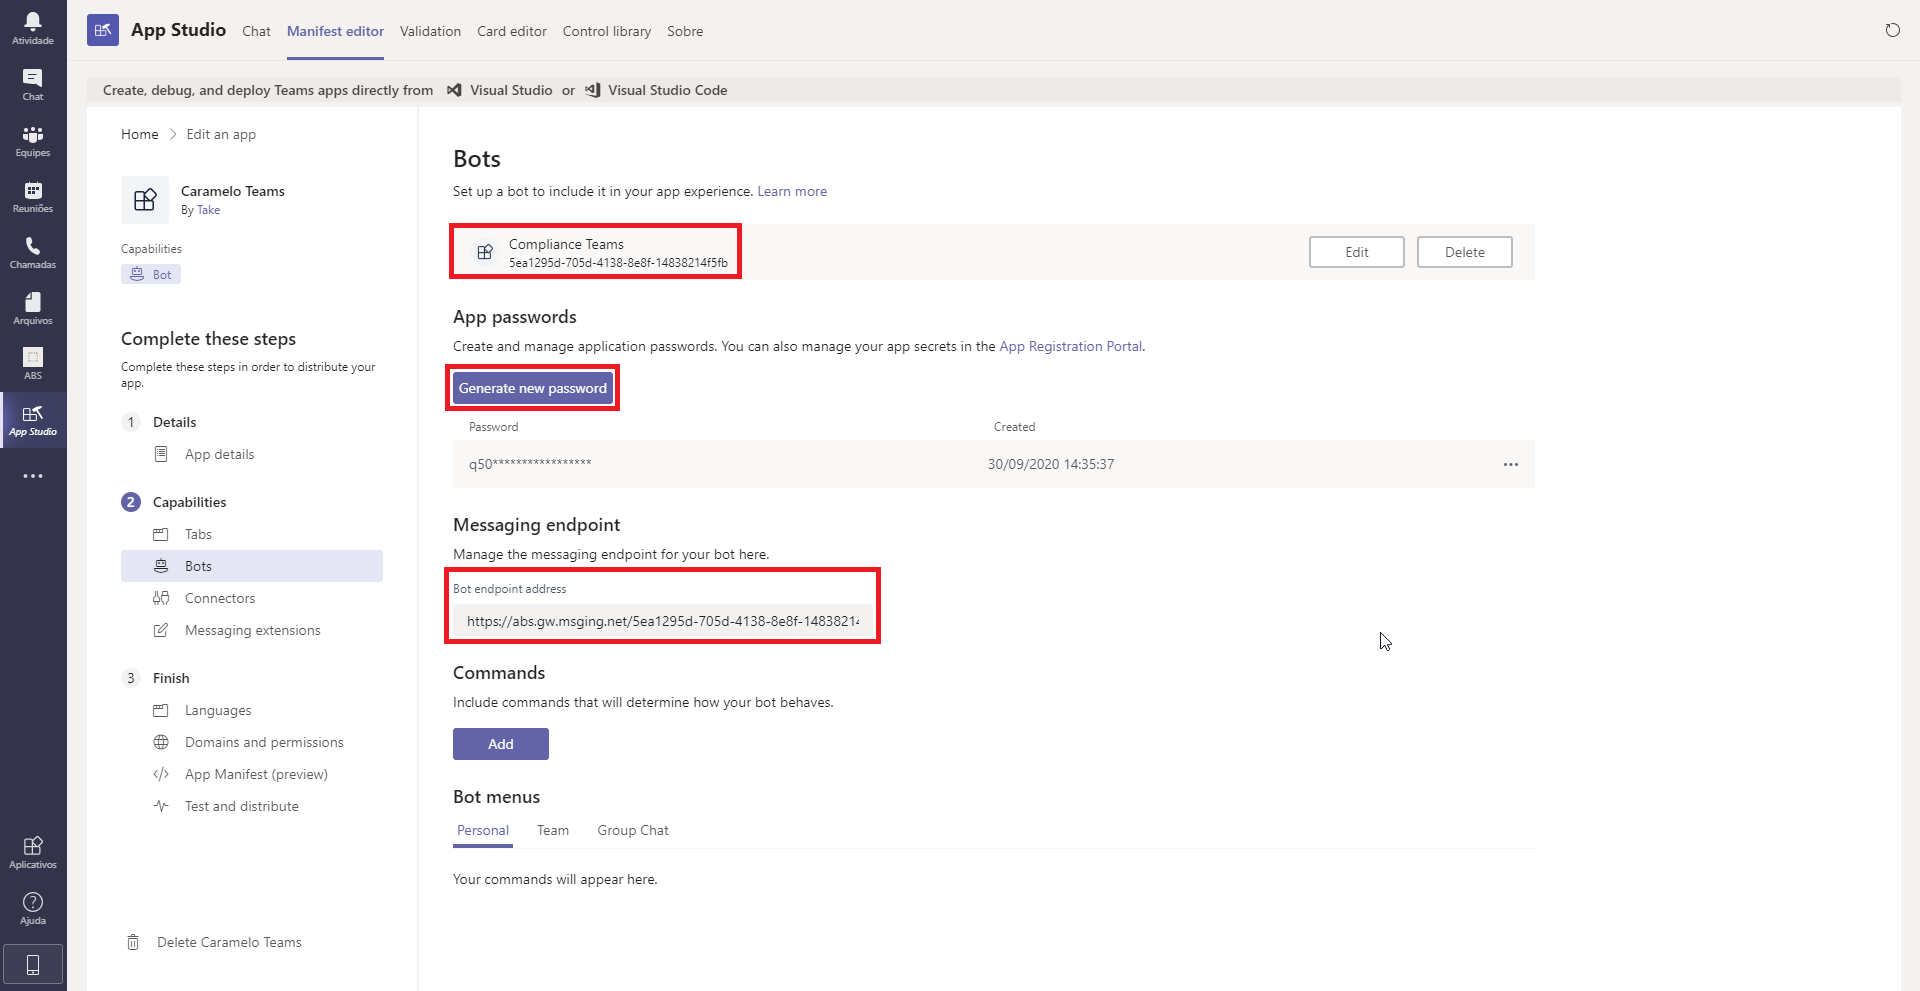 Atividade
Chat
Equipes
Reuniões
Chamadas
Arquivos
ABS
App Studio
Aplicativos
Ajuda
App Studio
Chat
Manifest editor
Validation
Card editor
Control library
Sobre
Create, debug, and deploy Teams apps directly from Visual Studio or Visual Studio Code
Home > Edit an app
Caramelo Teams
By Take
Capabilities
Bot
Complete these steps
Complete these steps in order to distribute your
app.
1 Details
App details
2 Capabilities
Tabs
Bots
Connectors
Messaging extensions
3 Finish
Languages
Domains and permissions
App Manifest (preview)
Test and distribute
Delete Caramelo Teams
Bots
Set up a bot to include it in your app experience. Learn more
Compliance Teams
5ea1295d-705d-4138-8e8f-14838214f5fb
Edit
Delete
App passwords
Create and manage application passwords. You can also manage your app secrets in the App Registration Portal.
Generate new password
Password Created
q50***************** 30/09/2020 14:35:37
Messaging endpoint
Manage the messaging endpoint for your bot here.
Bot endpoint address
https://abs.gw.msging.net/5ea1295d-705d-4138-8e8f-1483821
Commands
Include commands that will determine how your bot behaves.
Add
Bot menus
Personal Team Group Chat
Your commands will appear here.